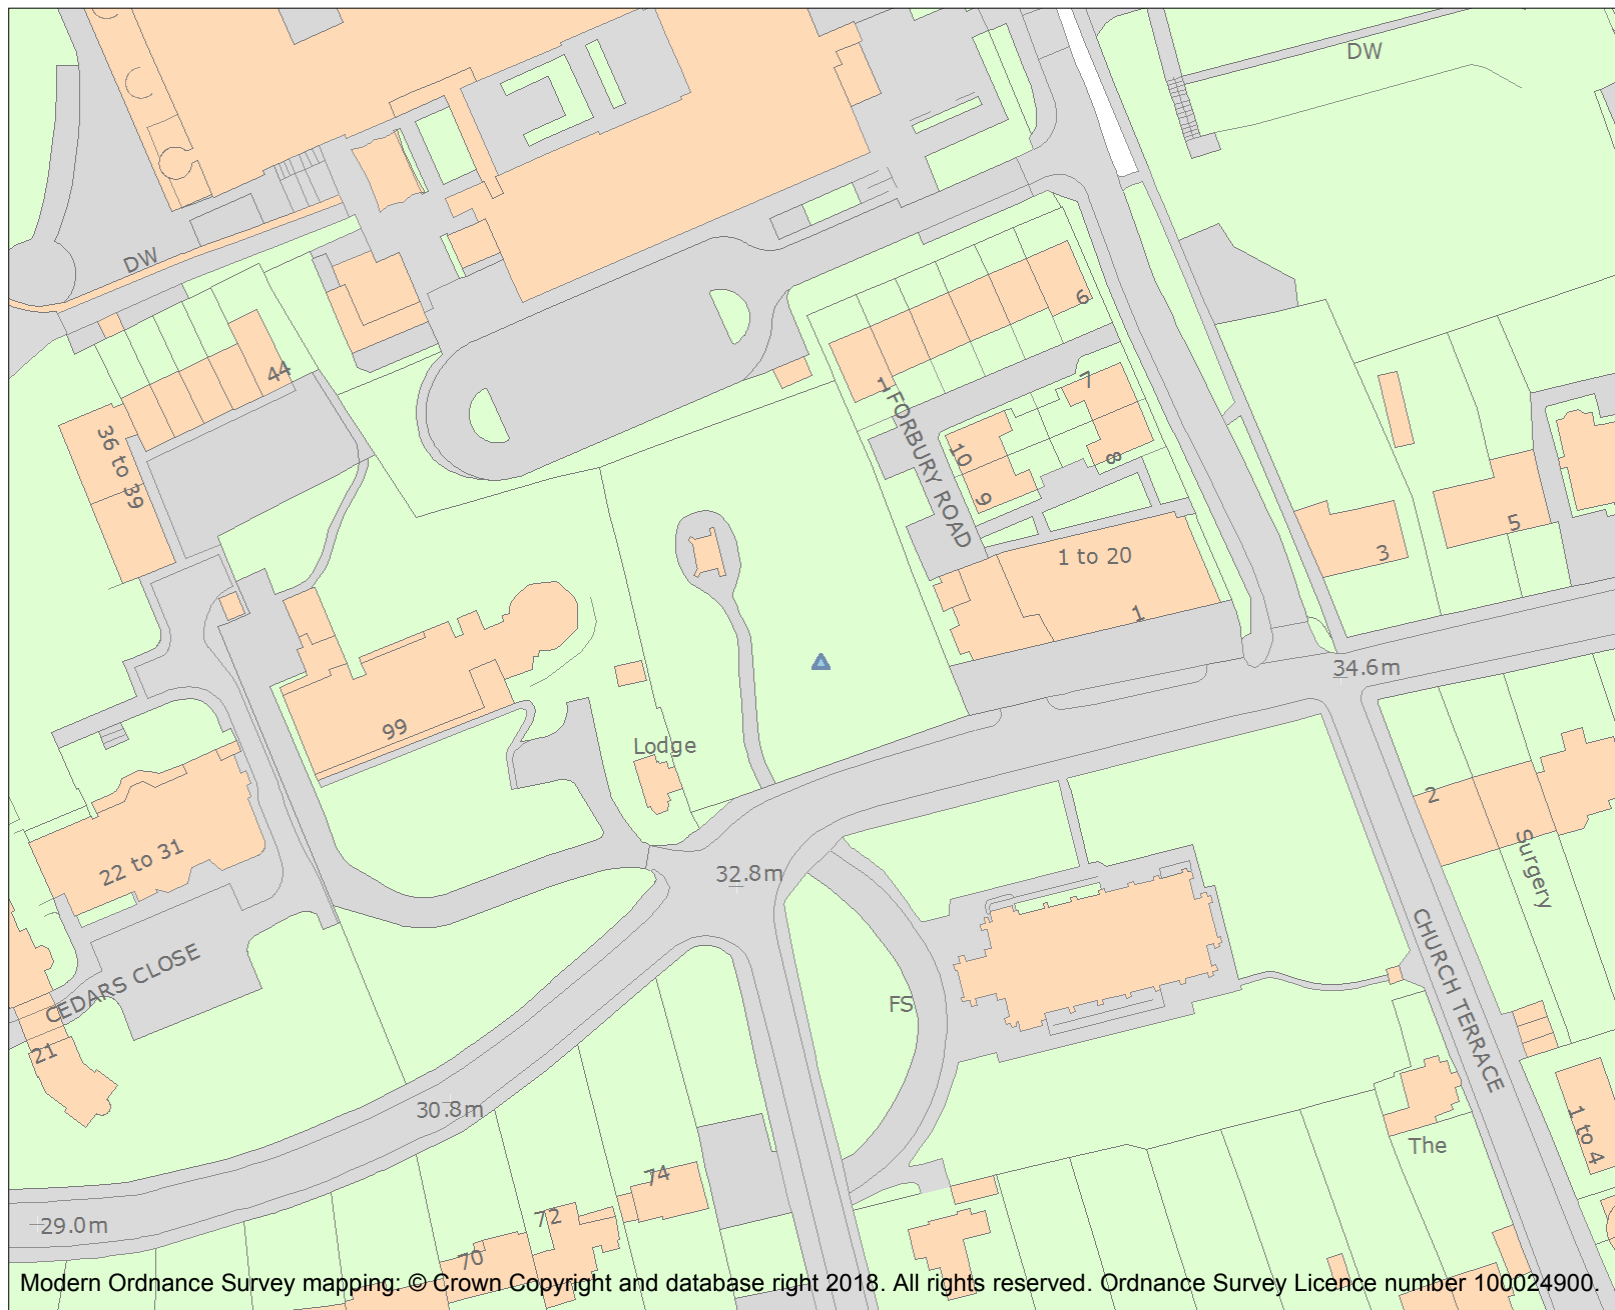 DW
DW
6
44
1
7
FORBURY ROAD
36 to 39
10
8
9
5
1 to 20
3
1
34.6m
99
Lodge
2
22 to 31
32.8m
Surgery
CEDARS CLOSE
FS
CHURCH TERRACE
21
30.8m
1 to 4
The
74
72
29.0m
70
Modern Ordnance Survey mapping: © Crown Copyright and database right 2018. All rights reserved. Ordnance Survey Licence number 100024900.